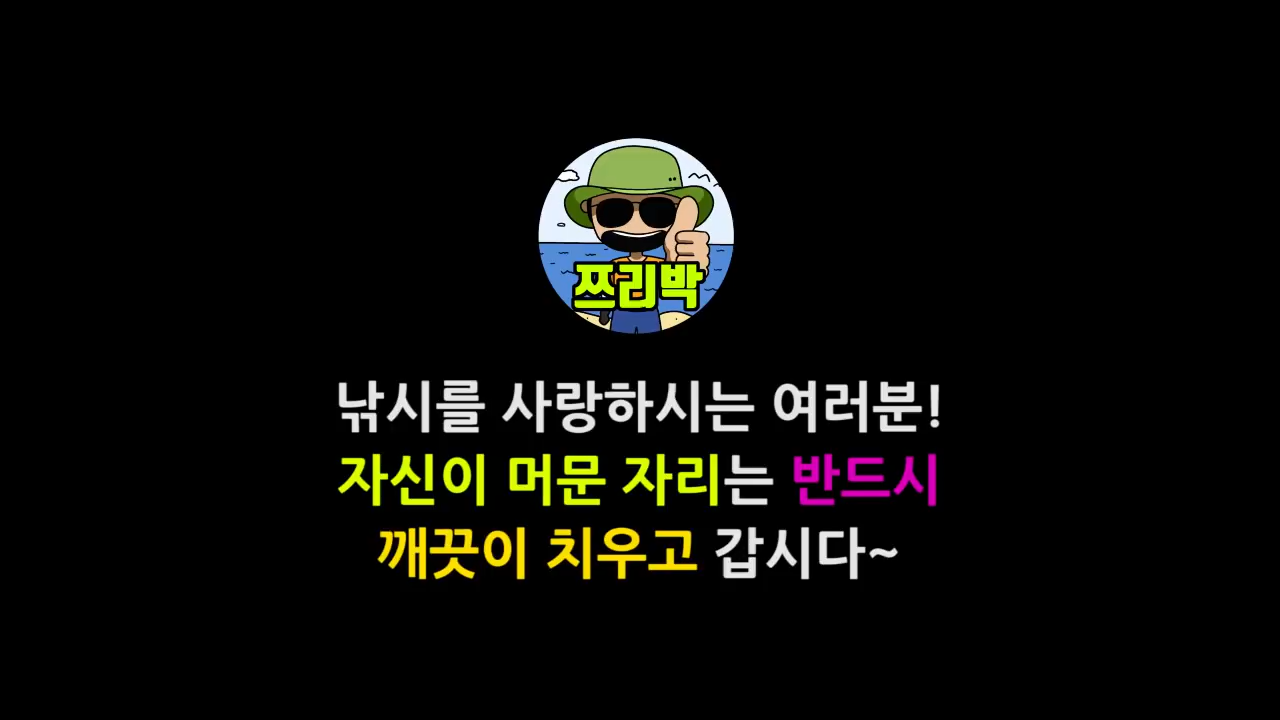 쯔리박
낚시를 사랑하시는 여러분!
자신이 머문 자리는 반드시
깨끗이 치우고 갑시다~